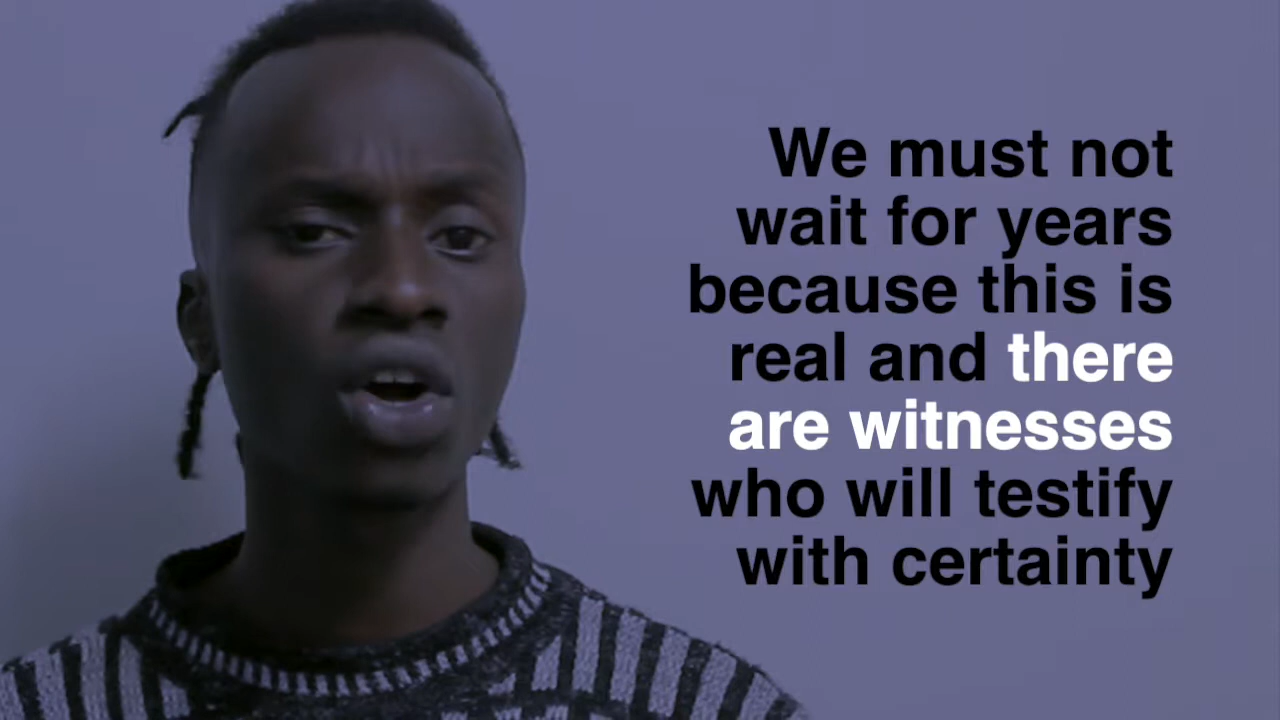 We must not
wait for years
because this is
real and there
are witnesses
who will testify
with certainty